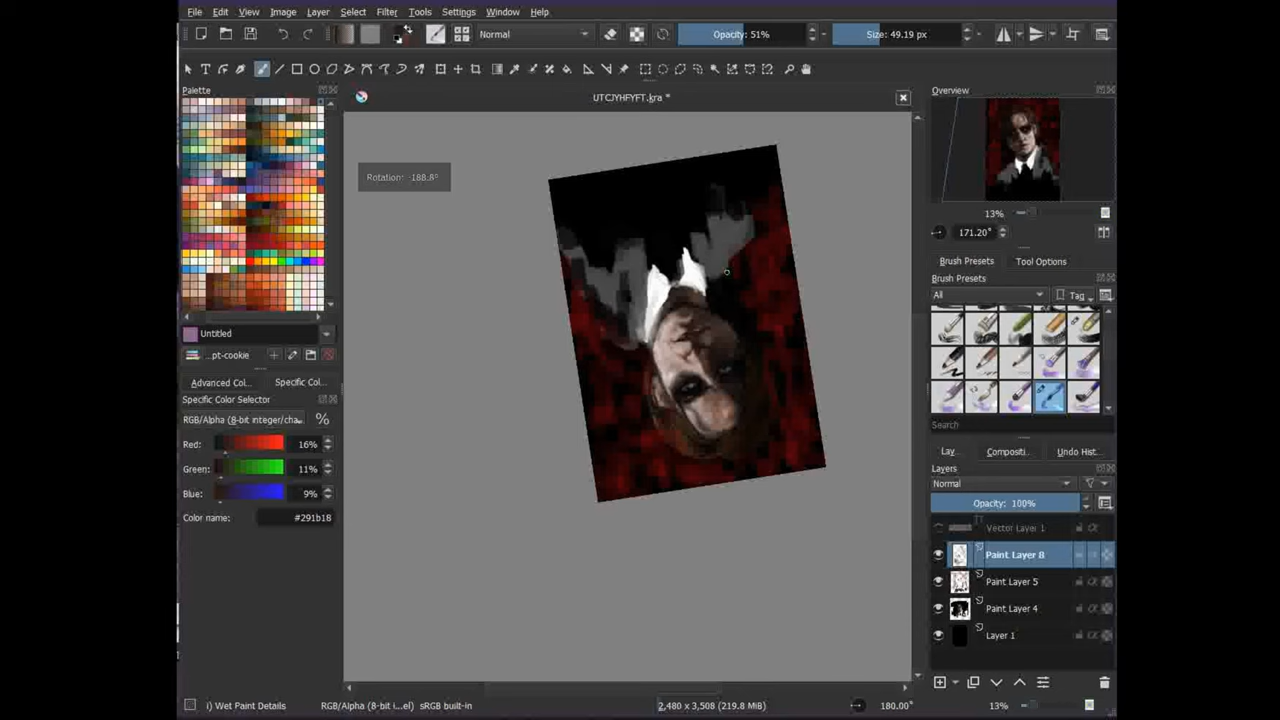 File Edit View Image Layer Select Filter Tools Settings Window Help
Normal Opacity: 51% Size: 49.19 px
Palette
UTCJYHFYFT.kra *
Overview
Rotation: -188.8°
13%
171.20°
Brush Presets Tool Options
Brush Presets
All Tag
Untitled
..pt-cookie
Advanced Col... Specific Co...
Specific Color Selector
RGB/Alpha (8-bit integer/cha... %
Red: 16%
Green: 11%
Blue: 9%
Color name: #291b18
Search
Lay... Compositi... Undo Hist...
Layers
Normal
Opacity: 100%
Vector Layer 1
Paint Layer 8
Paint Layer 5
Paint Layer 4
Layer 1
i) Wet Paint Details RGB/Alpha (8-bit i...el) sRGB built-in 2,480 x 3,508 (219.8 MiB) 180.00° 13%